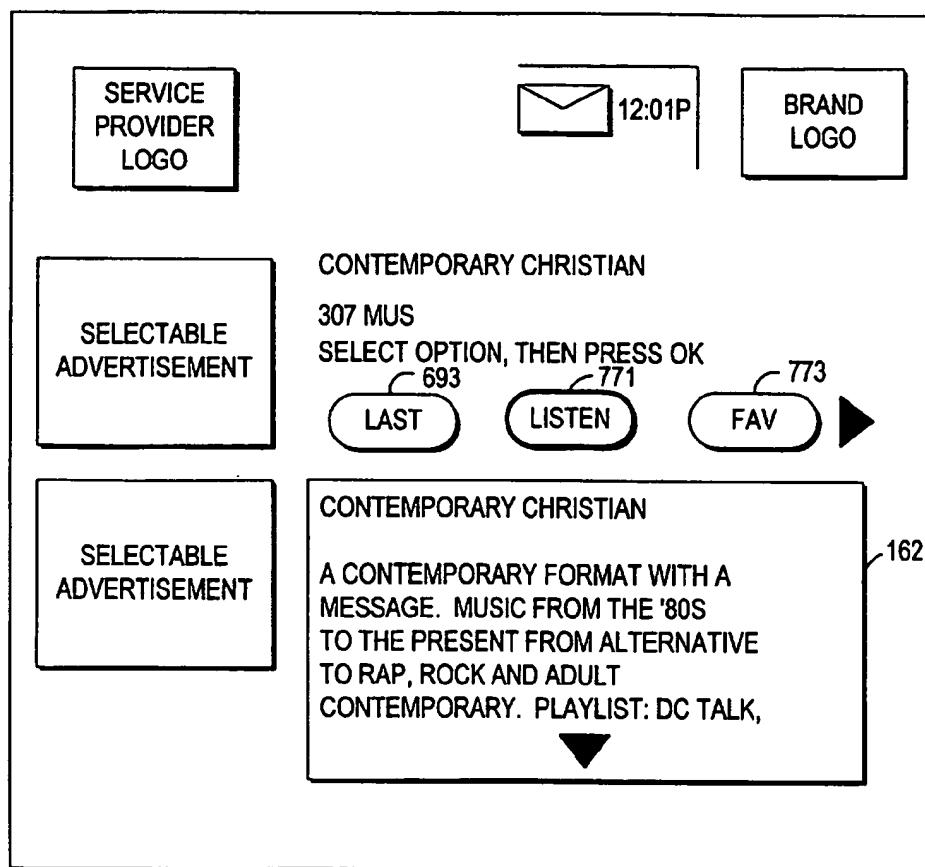 SERVICE
PROVIDER
LOGO
12:01P
BRAND
LOGO
SELECTABLE
ADVERTISEMENT
CONTEMPORARY CHRISTIAN
307 MUS
SELECT OPTION, THEN PRESS OK
693
771
773
LAST
LISTEN
FAV
SELECTABLE
ADVERTISEMENT
CONTEMPORARY CHRISTIAN
A CONTEMPORARY FORMAT WITH A
MESSAGE. MUSIC FROM THE '80S
TO THE PRESENT FROM ALTERNATIVE
TO RAP, ROCK AND ADULT
CONTEMPORARY. PLAYLIST: DC TALK,
162